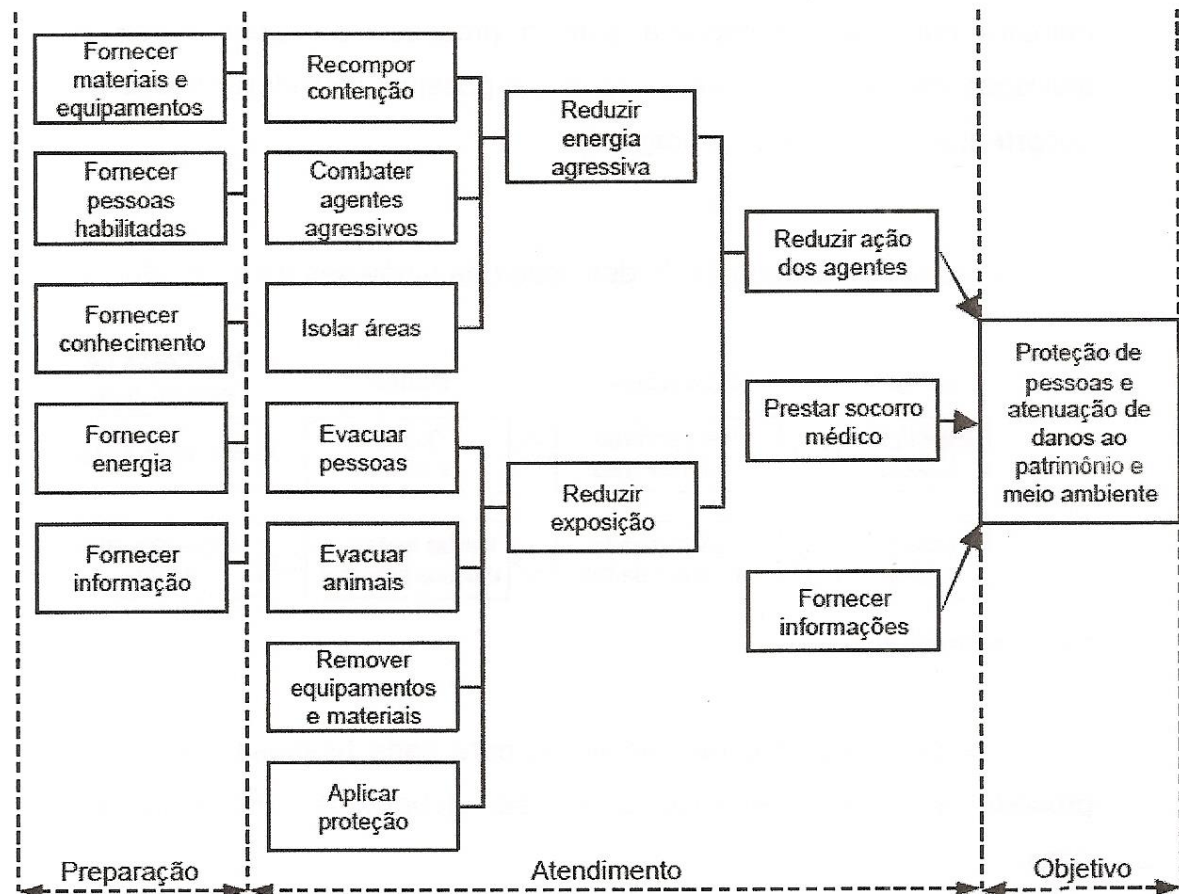 Fornecer
materiais e
equipamentos
Fornecer
pessoas
habilitadas
Fornecer
conhecimento
Fornecer
energia
Fornecer
informação
Recompor
contenção
Combater
agentes
agressivos
Isolar áreas
Evacuar
pessoas
Evacuar
animais
Remover
equipamentos
e materiais
Aplicar
proteção
Reduzir
energia
agressiva
Reduzir
exposição
Reduzir ação
dos agentes
Prestar socorro
médico
Fornecer
informações
Proteção de
pessoas e
atenuação de
danos ao
patrimônio e
meio ambiente
Preparação
Atendimento
Objetivo